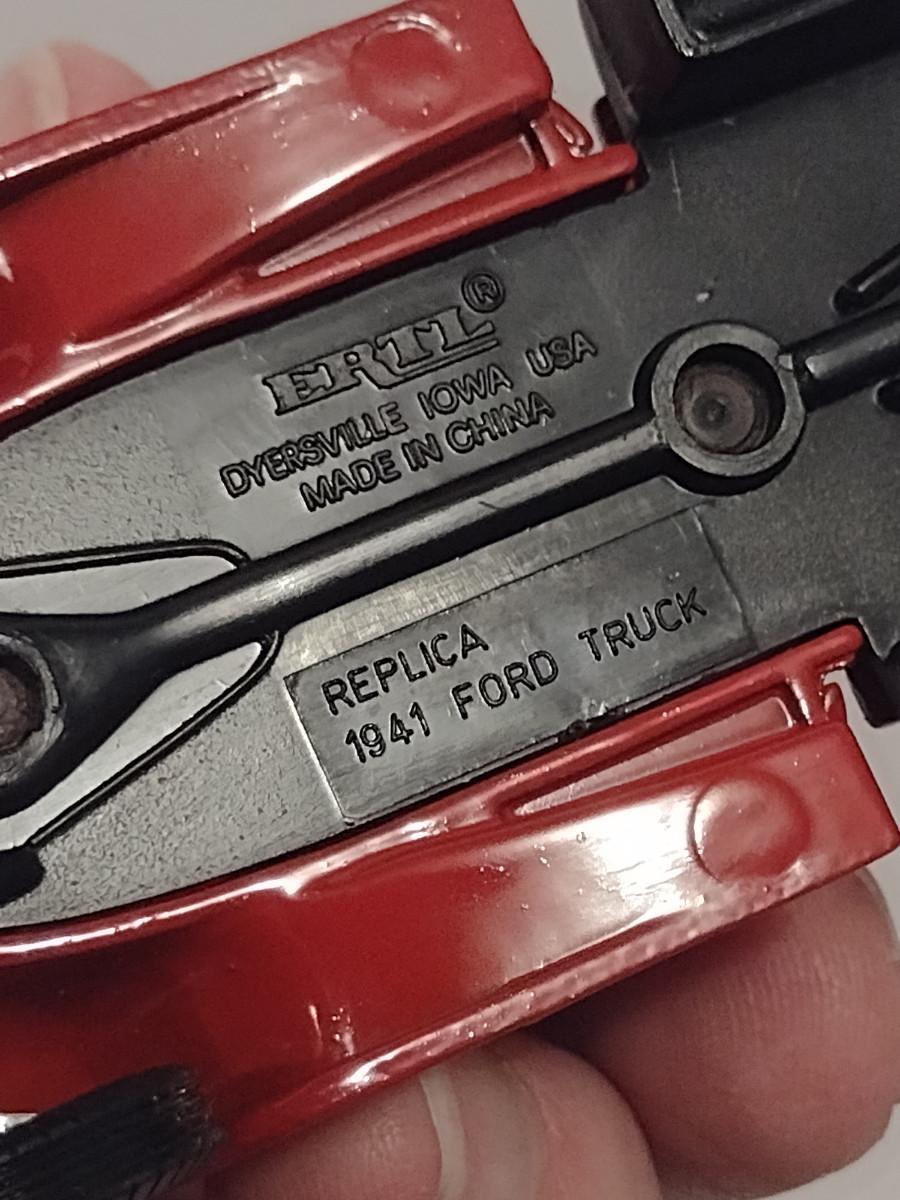 ERTL®
DYERSVILLE IOWA USA
MADE IN CHINA
REPLICA
1941 FORD TRUCK